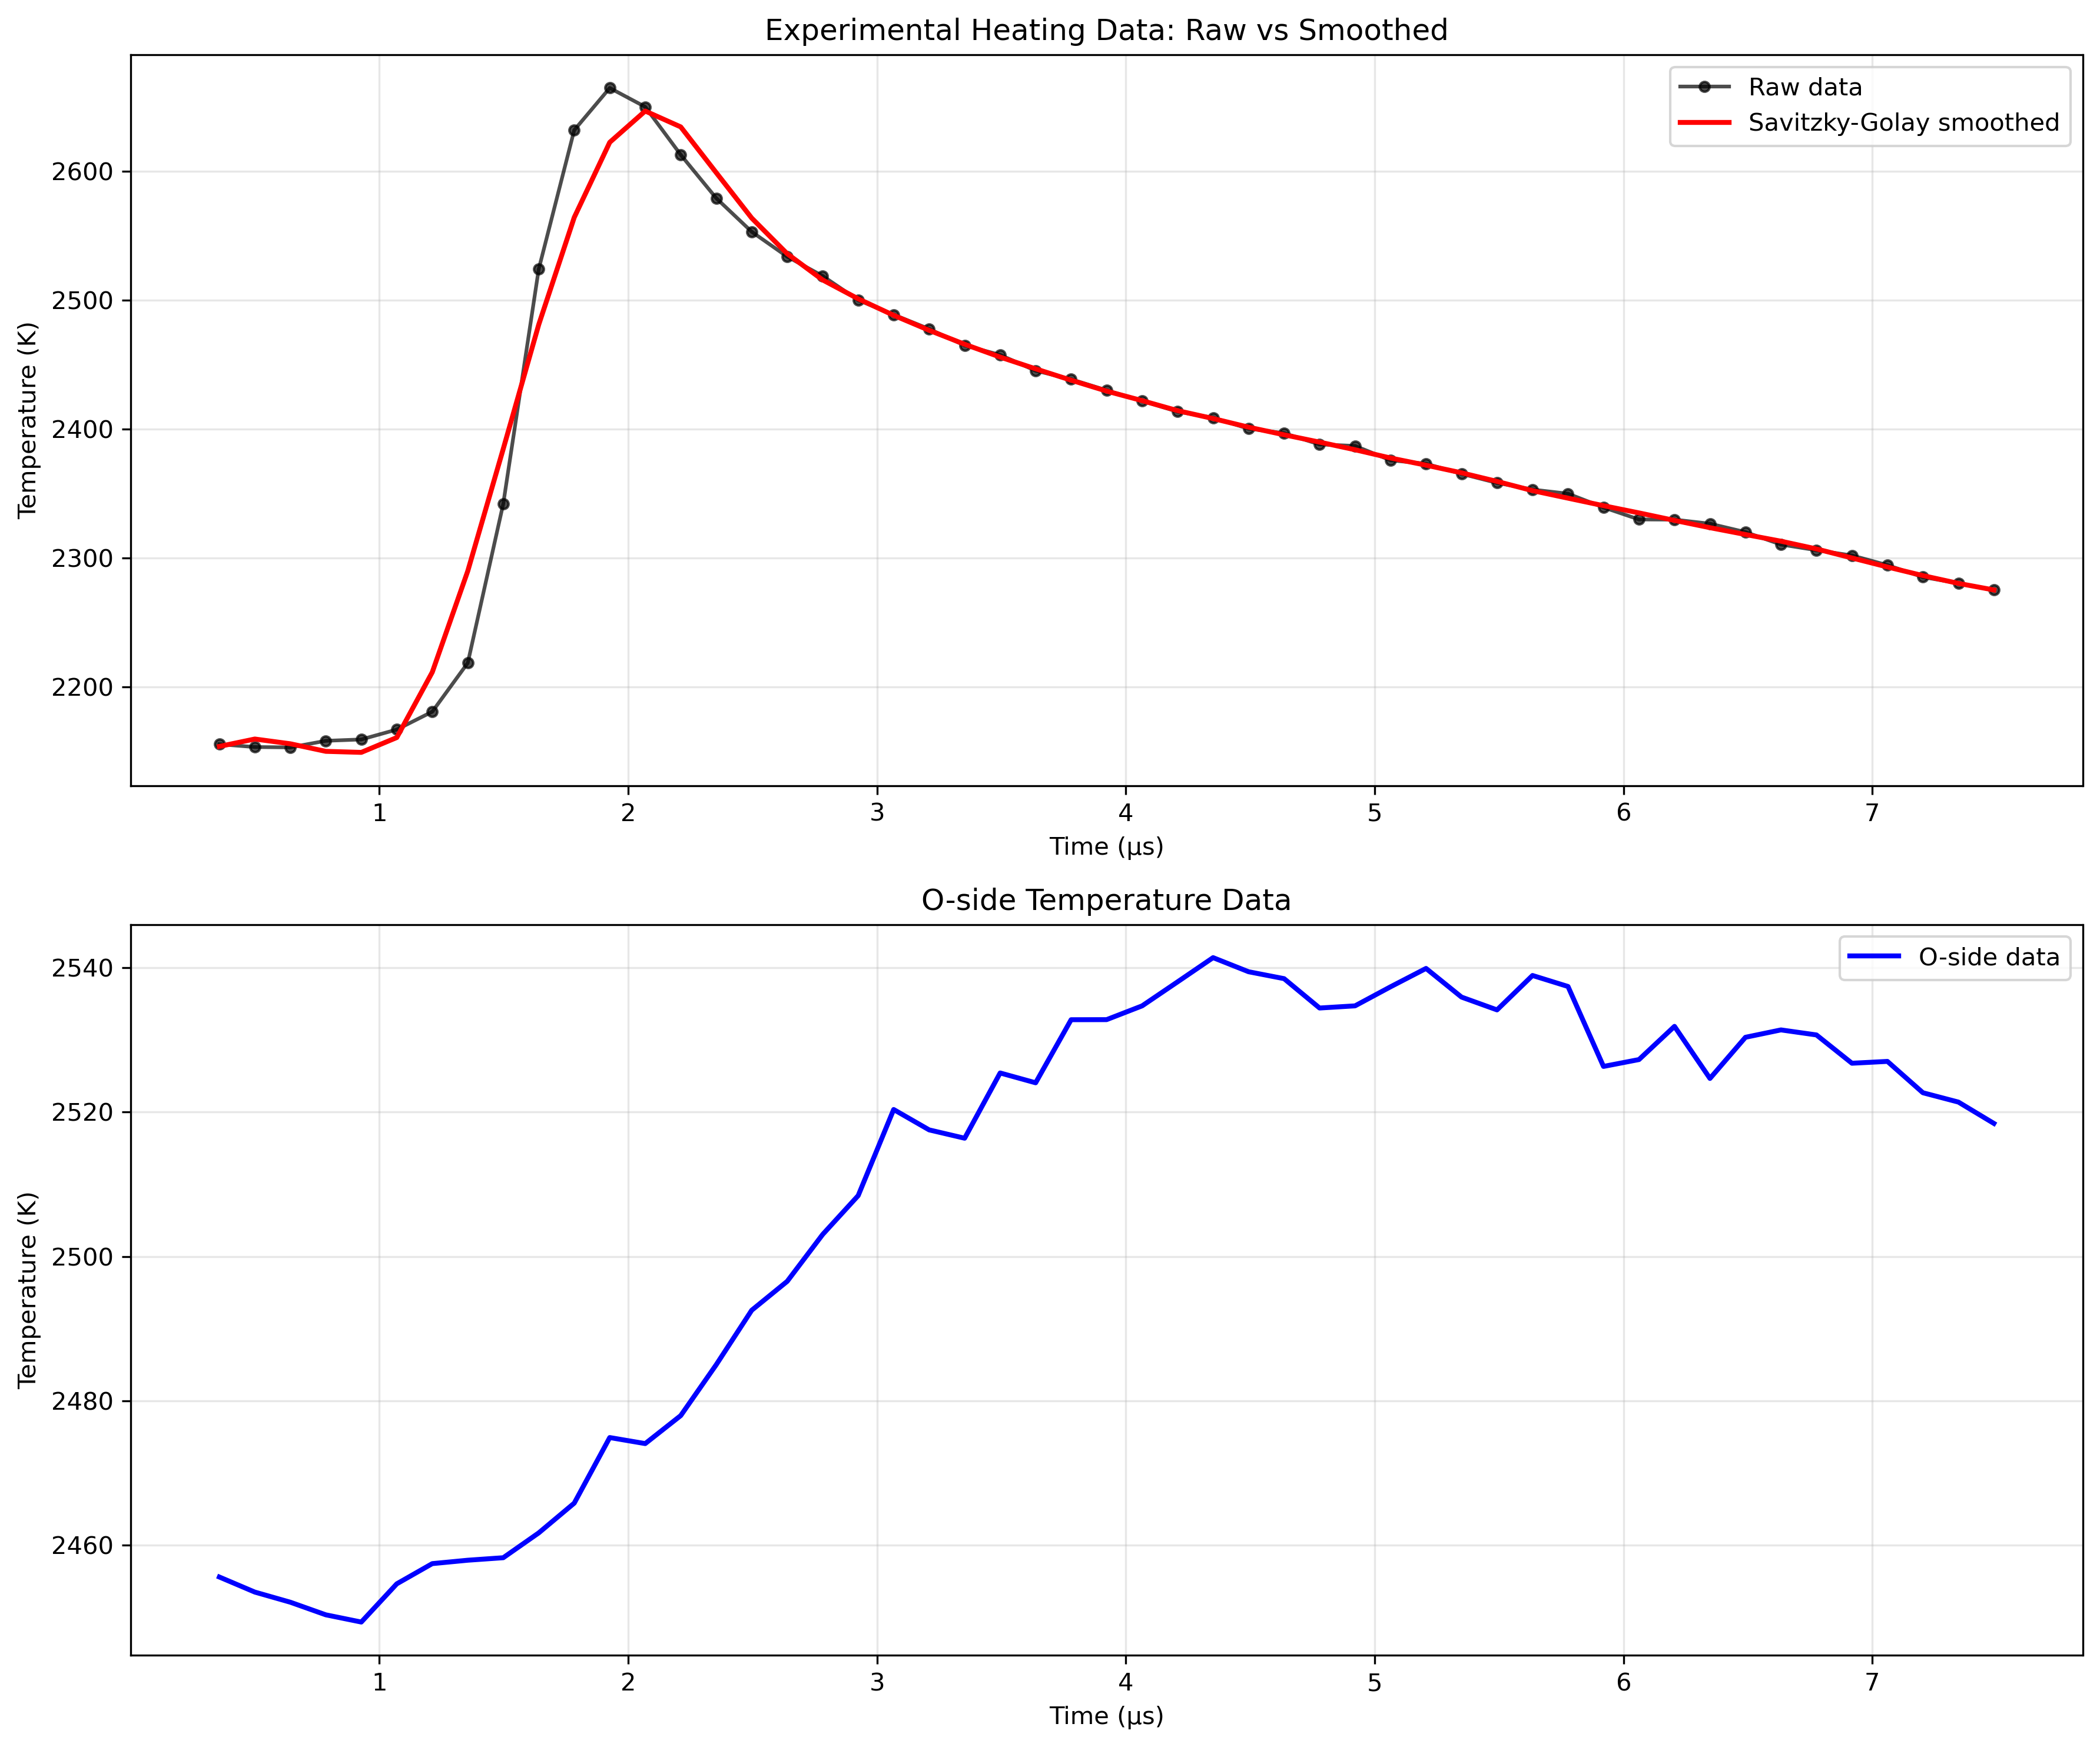 Experimental Heating Data: Raw vs Smoothed
Raw data
Savitzky-Golay smoothed
Temperature (K)
2600
2500
2400
2300
2200
1 2 3 4 5 6 7
Time (µs)
O-side Temperature Data
O-side data
Temperature (K)
2540
2520
2500
2480
2460
1 2 3 4 5 6 7
Time (µs)